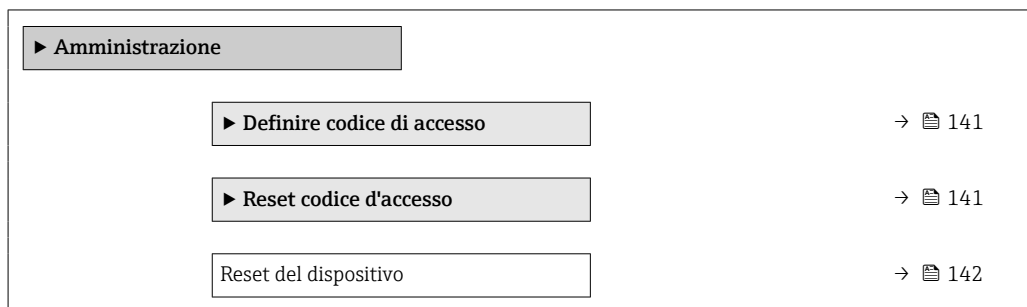 ▶ Amministrazione
▶ Definire codice di accesso → 141
▶ Reset codice d'accesso → 141
Reset del dispositivo → 142